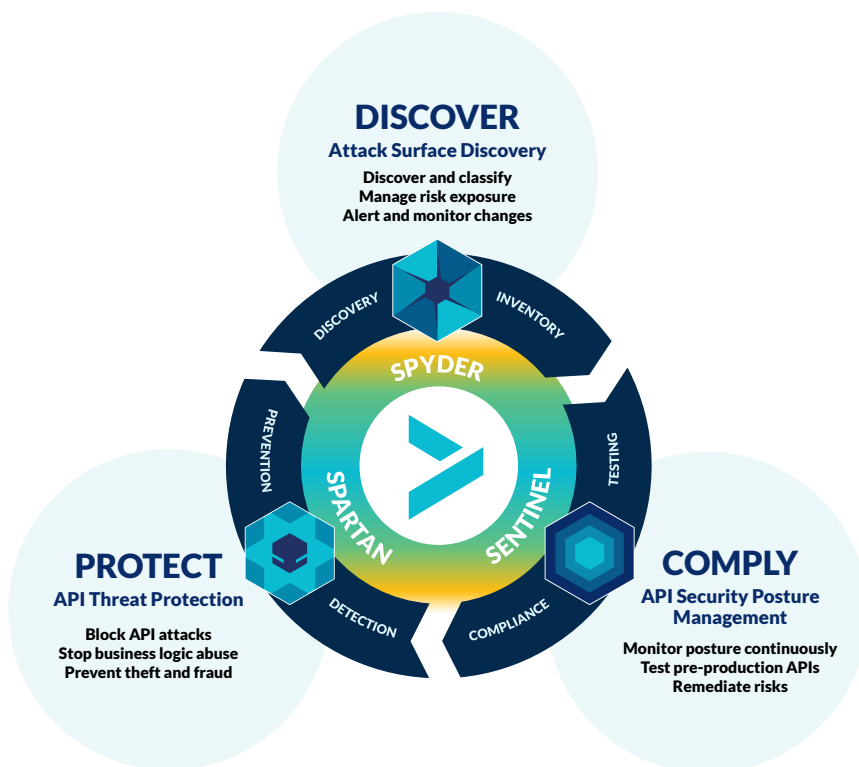 DISCOVER
Attack Surface Discovery
Discover and classify
Manage risk exposure
Alert and monitor changes
DISCOVERY
INVENTORY
SPYDER
PREVENTION
TESTING
SPARTAN
SENTINEL
DETECTION
COMPLIANCE
PROTECT
API Threat Protection
Block API attacks
Stop business logic abuse
Prevent theft and fraud
COMPLY
API Security Posture
Management
Monitor posture continuously
Test pre-production APIs
Remediate risks